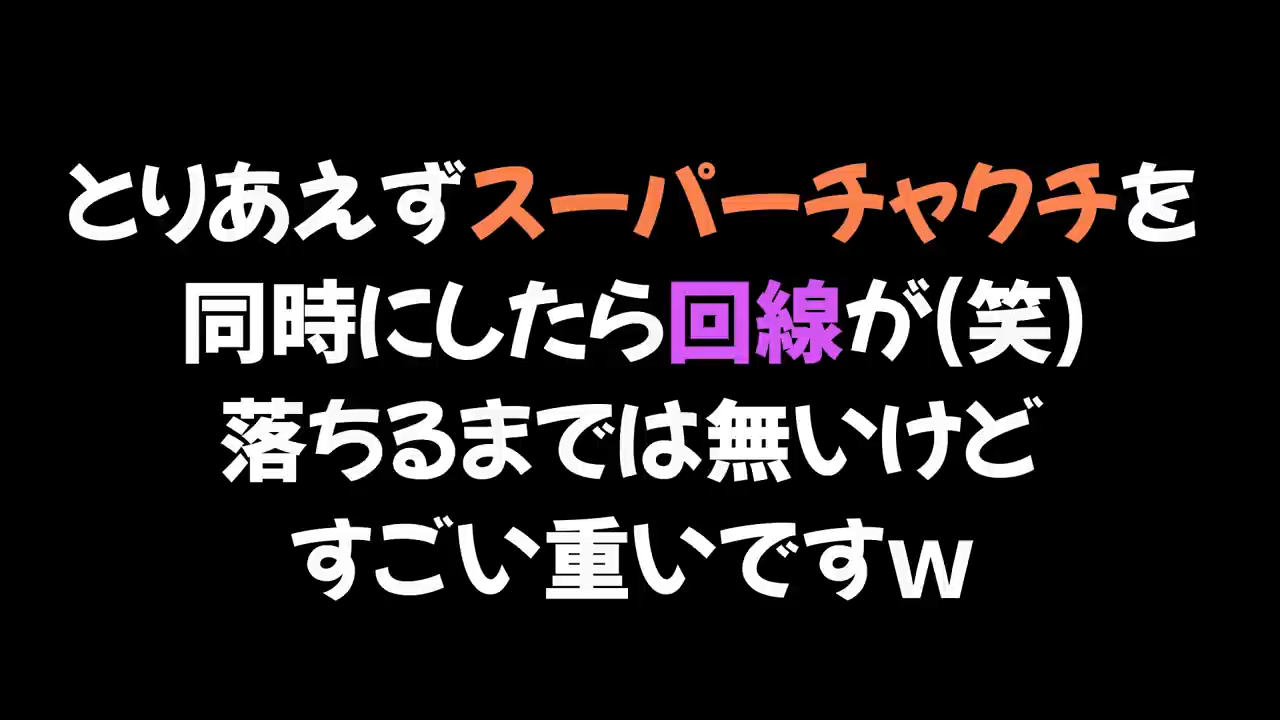 とりあえずスーパーチャクチを
同時にしたら回線が(笑)
落ちるまでは無いけど
すごい重いですw